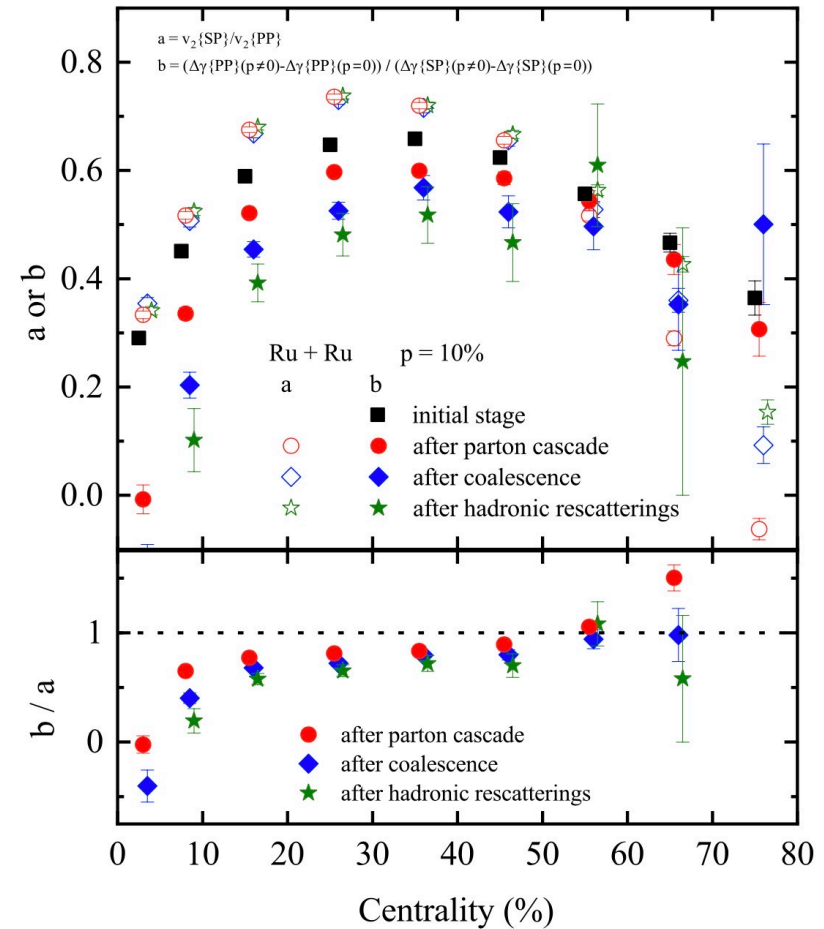 a = v₂{SP}/v₂{PP}
b = (Δγ{PP}(p≠0)-Δγ{PP}(p=0)) / (Δγ{SP}(p≠0)-Δγ{SP}(p=0))
0.8
0.6
0.4
0.2
0.0
a or b
Ru + Ru p = 10%
a b
initial stage
after parton cascade
after coalescence
after hadronic rescatterings
1
0
b / a
after parton cascade
after coalescence
after hadronic rescatterings
0 10 20 30 40 50 60 70 80
Centrality (%)